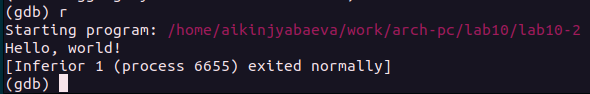 (gdb) r
Starting program: /home/aikinjyabaeva/work/arch-pc/lab10/lab10-2
Hello, world!
[Inferior 1 (process 6655) exited normally]
(gdb)